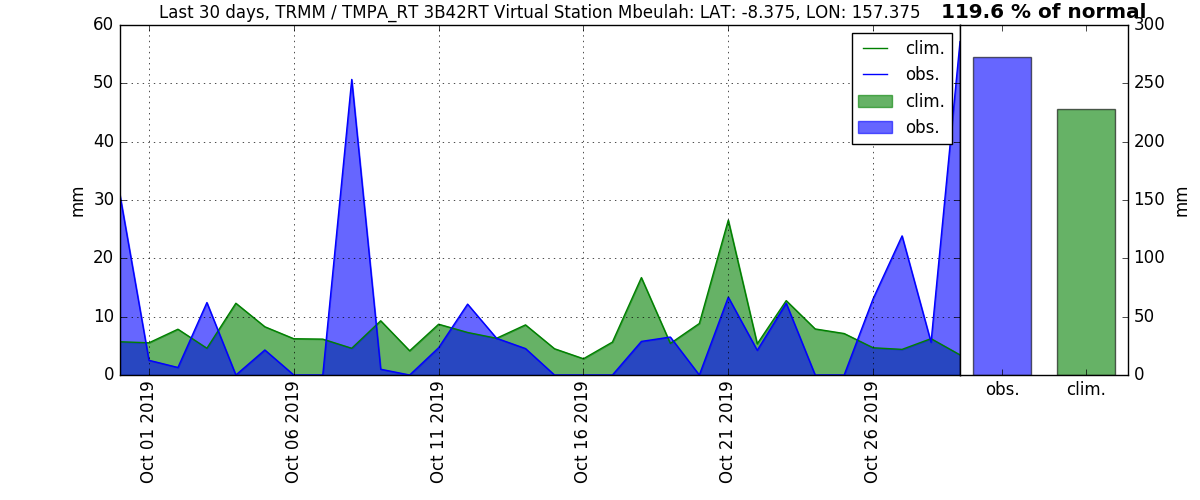 Last 30 days, TRMM / TMPA_RT 3B42RT Virtual Station Mbeulah: LAT: -8.375, LON: 157.375
119.6 % of normal
60
50
40
30
20
10
0
mm
clim.
obs.
clim.
obs.
300
250
200
150
100
50
0
mm
Oct 01 2019
Oct 06 2019
Oct 11 2019
Oct 16 2019
Oct 21 2019
Oct 26 2019
obs.
clim.